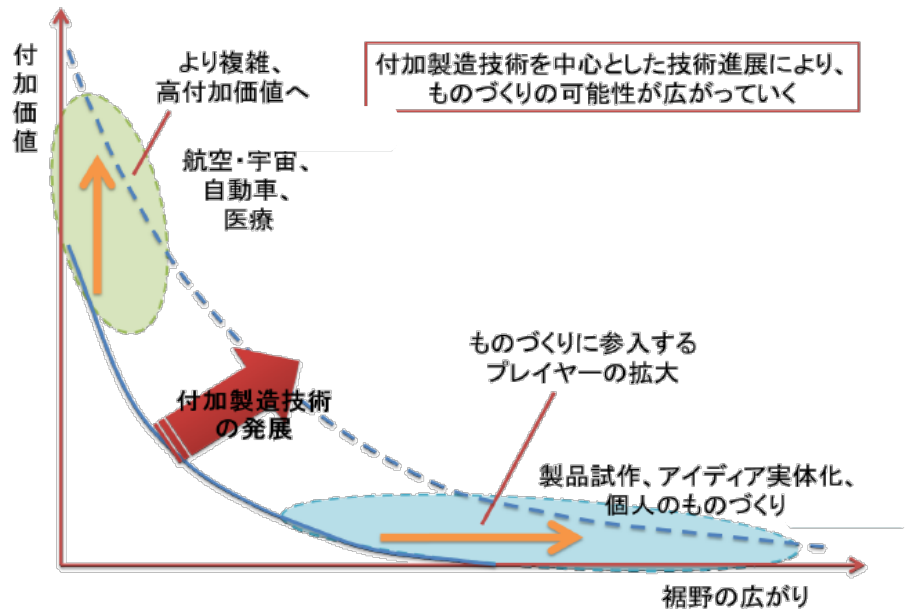 付加価値
より複雑、
高付加価値へ
付加製造技術を中心とした技術進展により、
ものづくりの可能性が広がっていく
航空・宇宙、
自動車、
医療
ものづくりに参入する
プレイヤーの拡大
付加製造技術
の発展
製品試作、アイディア実体化、
個人のものづくり
裾野の広がり